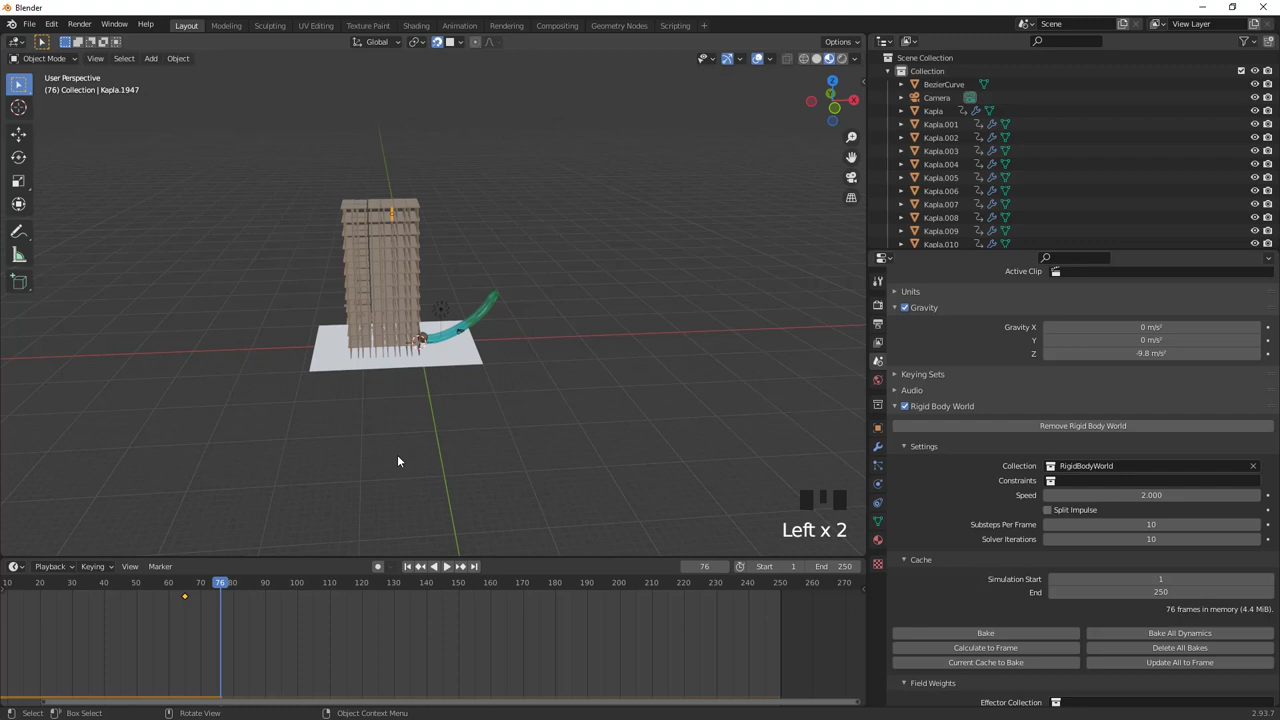 Blender
File Edit Render Window Help Layout Modeling Sculpting UV Editing Texture Paint Shading Animation Rendering Compositing Geometry Nodes Scripting + Scene View Layer
Global Options
Object Mode View Select Add Object
User Perspective
(76) Collection | Kapla.1947
Z
Y
X
Left x 2
Scene Collection
Collection
BezierCurve
Camera
Kapla
Kapla.001
Kapla.002
Kapla.003
Kapla.004
Kapla.005
Kapla.006
Kapla.007
Kapla.008
Kapla.009
Kapla.010
Active Clip
Units
Gravity
Gravity X 0 m/s²
Y 0 m/s²
Z -9.8 m/s²
Keying Sets
Audio
Rigid Body World
Remove Rigid Body World
Settings
Collection RigidBodyWorld
Constraints
Speed 2.000
Split Impulse
Substeps Per Frame 10
Solver Iterations 10
Cache
Simulation Start 1
End 250
76 frames in memory (4.4 MiB).
Bake Bake All Dynamics
Calculate to Frame Delete All Bakes
Current Cache to Bake Update All to Frame
Field Weights
Effector Collection
Playback Keying View Marker 76 Start 1 End 250
10 20 30 40 50 60 70 76 80 90 100 110 120 130 140 150 160 170 180 190 200 210 220 230 240 250 260 270
Select Box Select Rotate View Object Context Menu 2.93.7